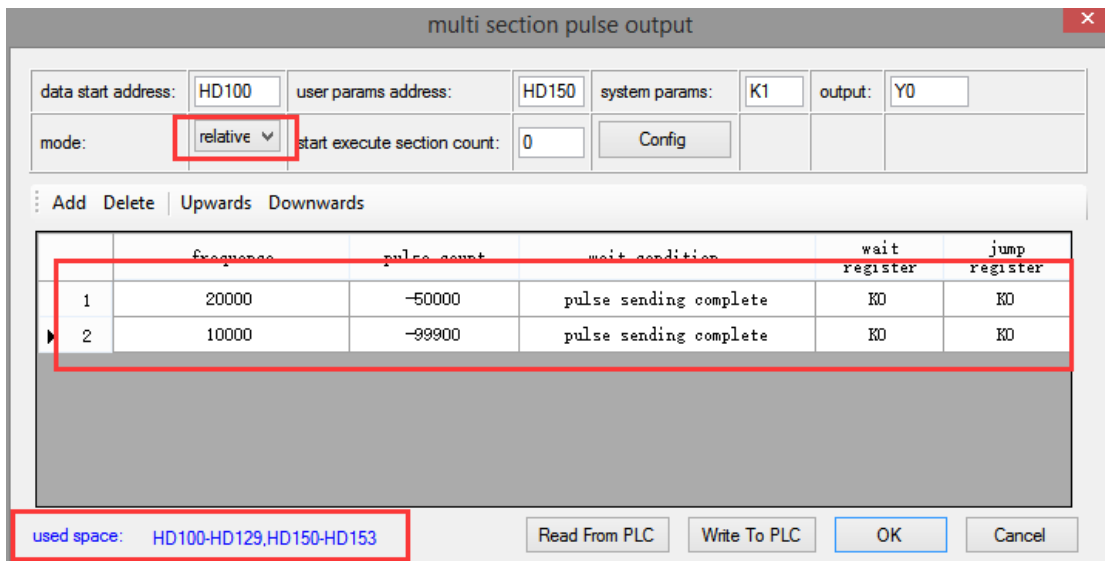 multi section pulse output
data start address: HD100 user params address: HD150 system params: K1 output: Y0
mode: relative start execute section count: 0 Config
Add Delete Upwards Downwards
frequence pulse count wait condition wait register jump register
1 20000 -50000 pulse sending complete K0 K0
2 10000 -99900 pulse sending complete K0 K0
used space: HD100-HD129,HD150-HD153 Read From PLC Write To PLC OK Cancel